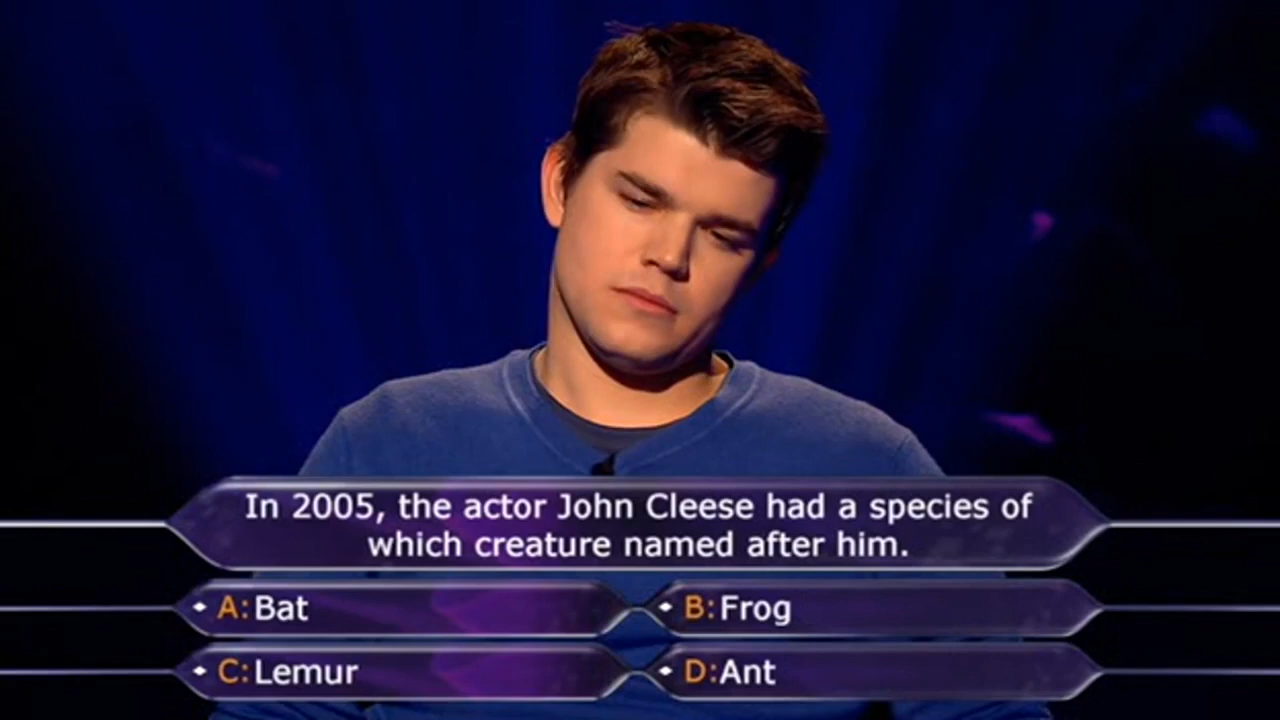 In 2005, the actor John Cleese had a species of
which creature named after him.
A: Bat
B: Frog
C: Lemur
D: Ant